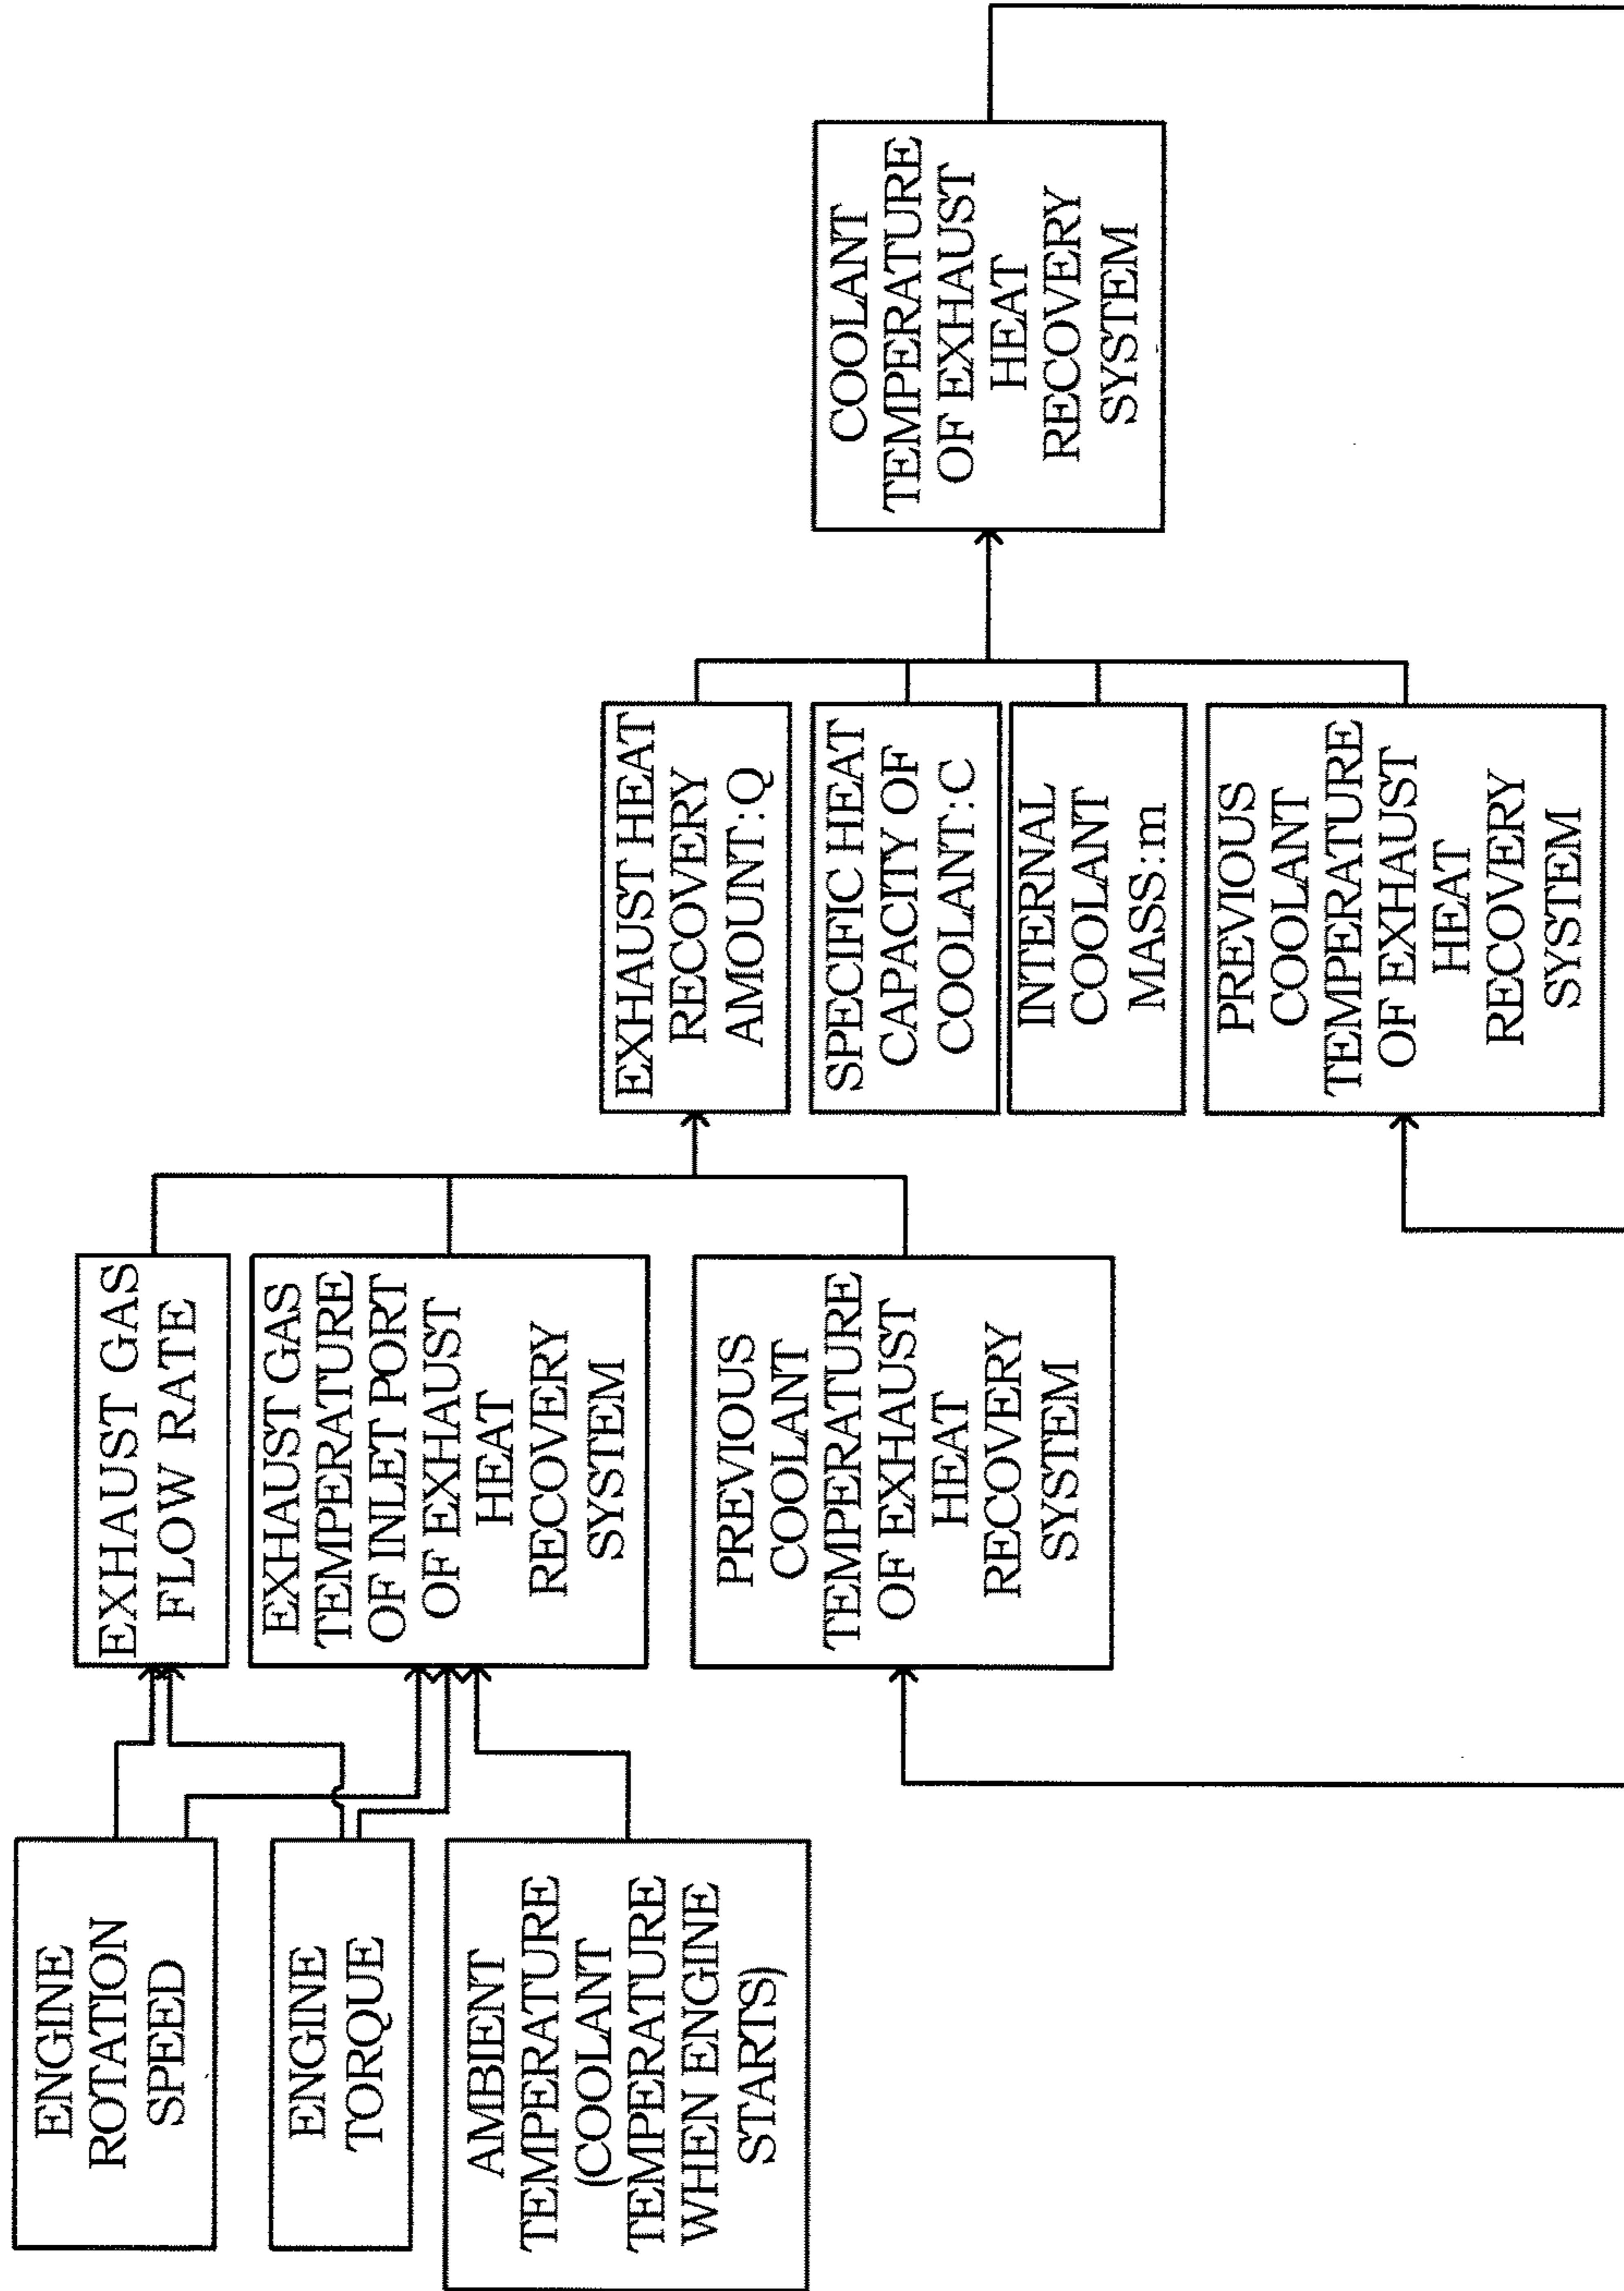 ENGINE
ROTATION
SPEED
ENGINE
TORQUE
AMBIENT
TEMPERATURE
(COOLANT
TEMPERATURE
WHEN ENGINE
STARTS)
EXHAUST GAS
FLOW RATE
EXHAUST GAS
TEMPERATURE
OF INLET PORT
OF EXHAUST
HEAT
RECOVERY
SYSTEM
PREVIOUS
COOLANT
TEMPERATURE
OF EXHAUST
HEAT
RECOVERY
SYSTEM
EXHAUST HEAT
RECOVERY
AMOUNT:Q
SPECIFIC HEAT
CAPACITY OF
COOLANT:C
INTERNAL
COOLANT
MASS:m
PREVIOUS
COOLANT
TEMPERATURE
OF EXHAUST
HEAT
RECOVERY
SYSTEM
COOLANT
TEMPERATURE
OF EXHAUST
HEAT
RECOVERY
SYSTEM